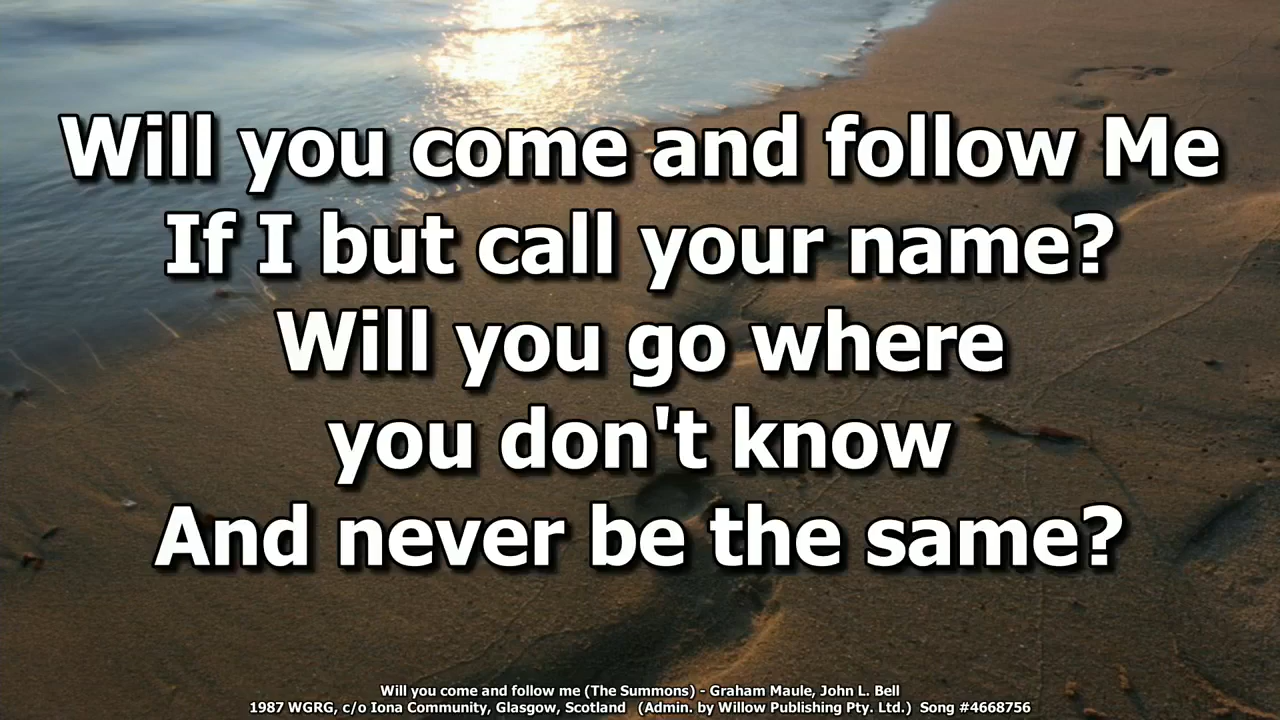 Will you come and follow Me
If I but call your name?
Will you go where
you don't know
And never be the same?
Will you come and follow me (The Summons) - Graham Maule, John L. Bell
1987 WGRG, c/o Iona Community, Glasgow, Scotland (Admin. by Willow Publishing Pty. Ltd.) Song #4668756